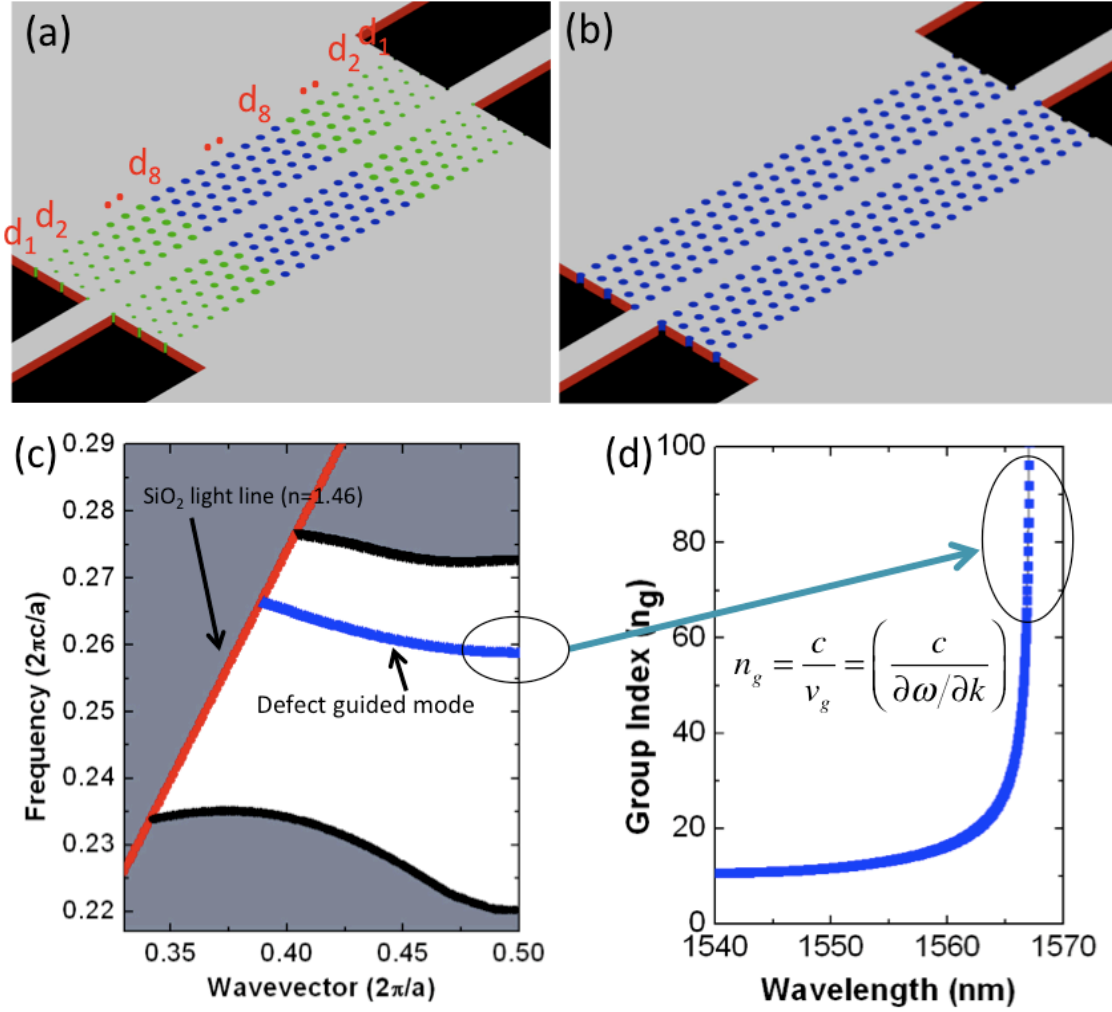 (a)
d1
d2
d8
d8
d2
d1
(b)
(c)
0.29
0.28
0.27
0.26
0.25
0.24
0.23
0.22
Frequency (2πc/a)
SiO2 light line (n=1.46)
Defect guided mode
0.35
0.40
0.45
0.50
Wavevector (2π/a)
(d)
100
80
60
40
20
0
Group Index (ng)
ng = c/vg = (c/(∂ω/∂k))
1540
1550
1560
1570
Wavelength (nm)